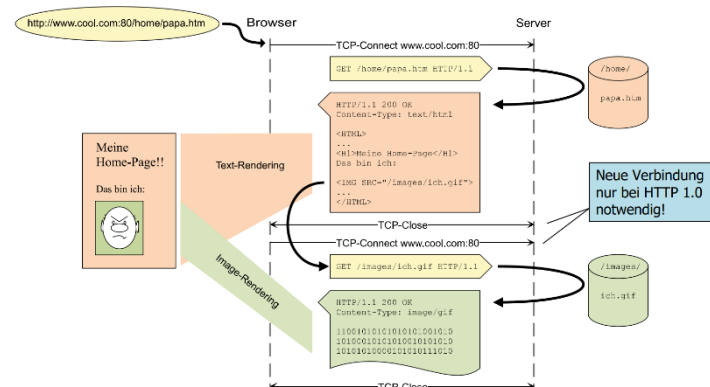 http://www.cool.com:80/home/papa.htm
Browser
Server
TCP-Connect www.cool.com:80
GET /home/papa.htm HTTP/1.1
/home/
papa.htm
HTTP/1.1 200 OK
Content-Type: text/html
<HTML>
...
<H1>Meine Home-Page</H1>
Das bin ich:
<IMG SRC="/images/ich.gif">
...
</HTML>
Meine
Home-Page!!
Das bin ich:
Text-Rendering
Image-Rendering
Neue Verbindung
nur bei HTTP 1.0
notwendig!
TCP-Close
TCP-Connect www.cool.com:80
GET /images/ich.gif HTTP/1.1
/images/
ich.gif
HTTP/1.1 200 OK
Content-Type: image/gif
TCP-Close